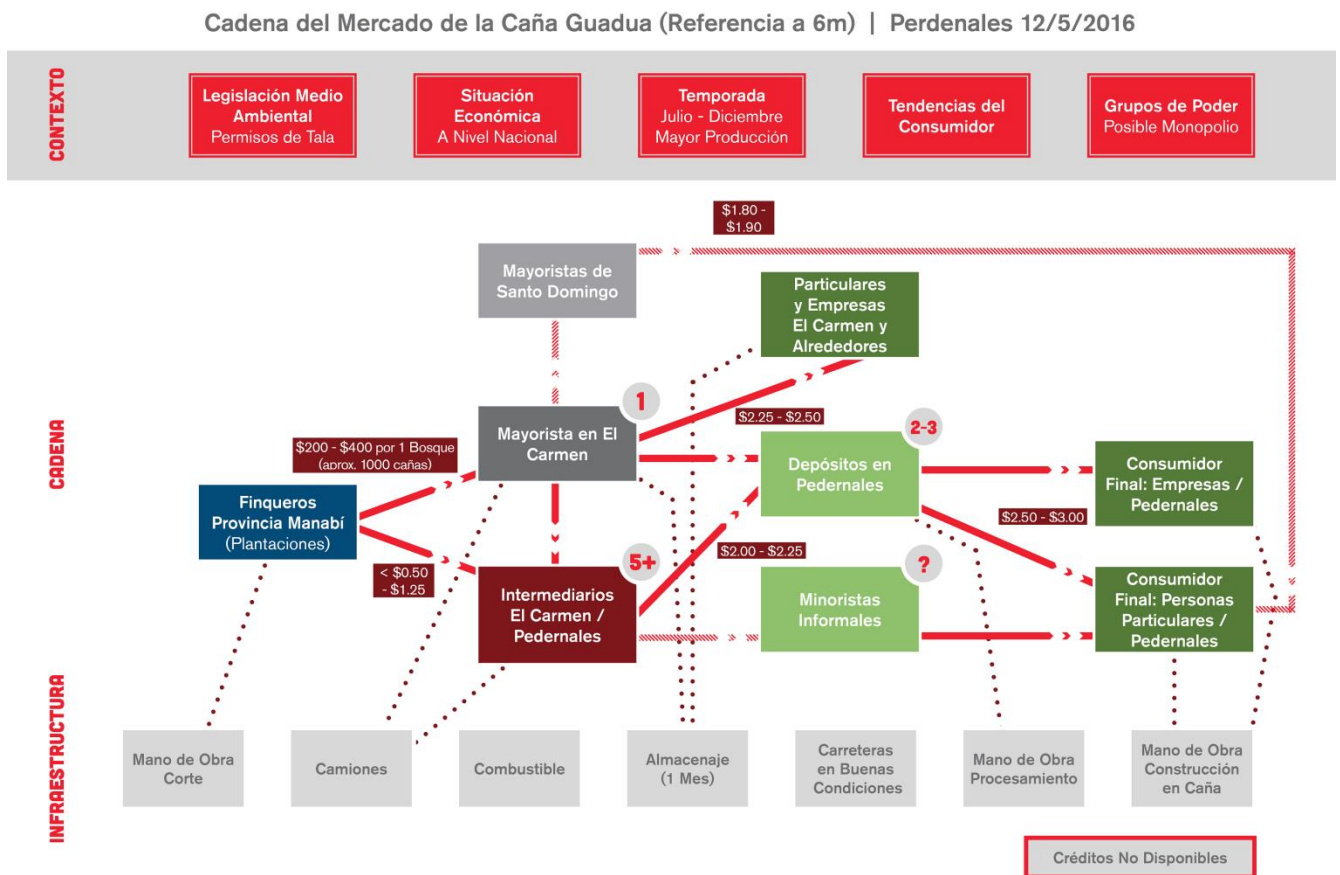 Cadena del Mercado de la Caña Guadua (Referencia a 6m) | Perdenales 12/5/2016
CONTEXTO
Legislación Medio
Ambiental
Permisos de Tala
Situación
Económica
A Nivel Nacional
Temporada
Julio - Diciembre
Mayor Producción
Tendencias del
Consumidor
Grupos de Poder
Posible Monopolio
CADENA
$1.80 -
$1.90
Mayoristas de
Santo Domingo
Particulares
y Empresas
El Carmen y
Alrededores
1
$2.25 - $2.50
2-3
$200 - $400 por 1 Bosque
(aprox. 1000 cañas)
Mayorista en El
Carmen
Depósitos en
Pedernales
Consumidor
Final: Empresas /
Pedernales
Finqueros
Provincia Manabí
(Plantaciones)
$2.50 - $3.00
$2.00 - $2.25
< $0.50
- $1.25
5+
?
Intermediarios
El Carmen /
Pedernales
Minoristas
Informales
Consumidor
Final: Personas
Particulares /
Pedernales
INFRAESTRUCTURA
Mano de Obra
Corte
Camiones
Combustible
Almacenaje
(1 Mes)
Carreteras
en Buenas
Condiciones
Mano de Obra
Procesamiento
Mano de Obra
Construcción
en Caña
Créditos No Disponibles